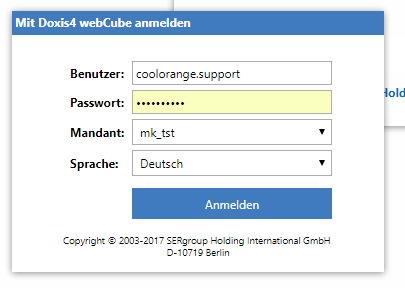 Mit Doxis4 webCube anmelden
Benutzer: coolorange.support
Passwort: ••••••••••
Mandant: mk_tst
Sprache: Deutsch
Anmelden
Copyright © 2003-2017 SERgroup Holding International GmbH
D-10719 Berlin